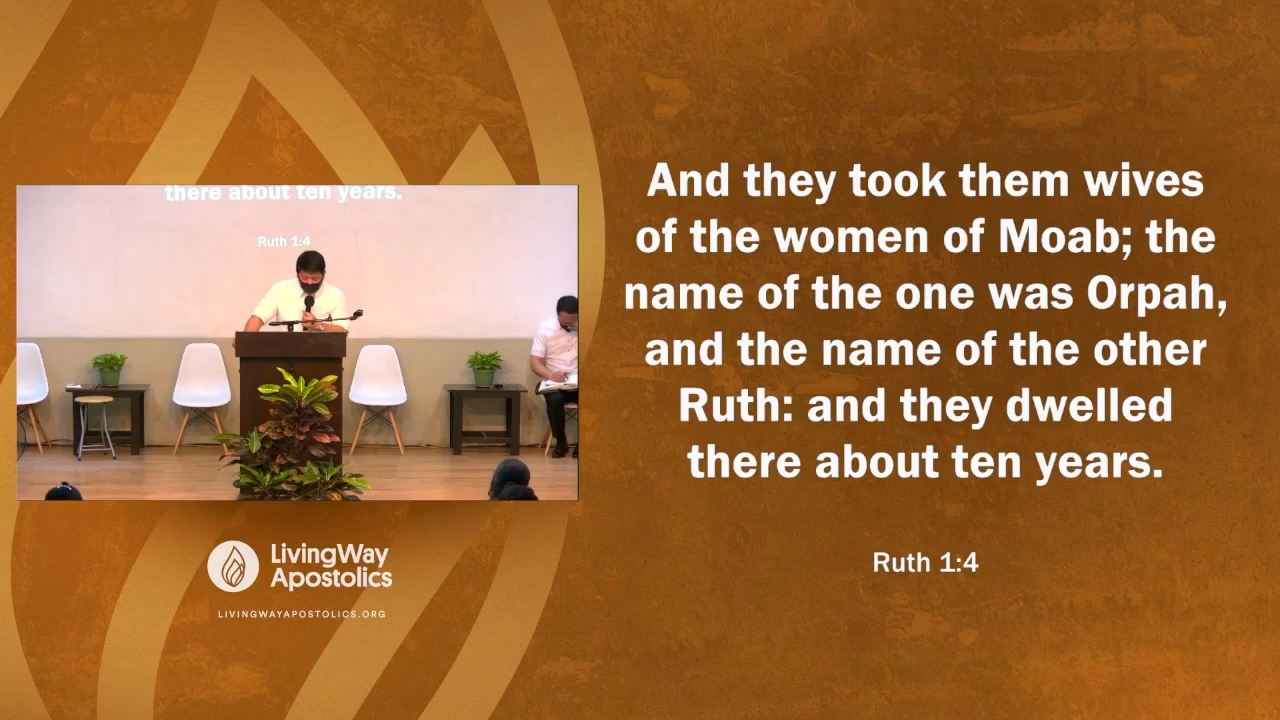 there about ten years.
Ruth 1:4
LivingWay
Apostolics
LIVINGWAYAPOSTOLICS.ORG
And they took them wives
of the women of Moab; the
name of the one was Orpah,
and the name of the other
Ruth: and they dwelled
there about ten years.
Ruth 1:4